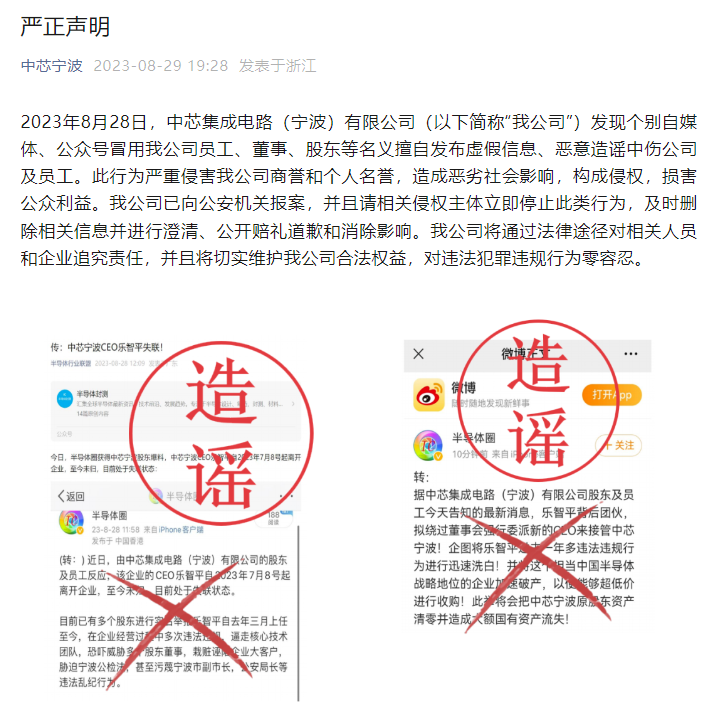 严正声明
中芯宁波 2023-08-29 19:28 发表于浙江
2023年8月28日，中芯集成电路（宁波）有限公司（以下简称“我公司”）发现个别自媒
体、公众号冒用我公司员工、董事、股东等名义擅自发布虚假信息、恶意造谣中伤公司
及员工。此行为严重侵害我公司商誉和个人名誉，造成恶劣社会影响，构成侵权，损害
公众利益。我公司已向公安机关报案，并且请相关侵权主体立即停止此类行为，及时删
除相关信息并进行澄清、公开赔礼道歉和消除影响。我公司将通过法律途径对相关人员
和企业追究责任，并且将切实维护我公司合法权益，对违法犯罪违规行为零容忍。
传：中芯宁波CEO乐智平失联！
半导体行业联盟 2023-08-28 12:09
半导体封测
公众号
今日，半导体圈获得中芯宁波股东爆料，中芯宁波CEO乐智平自2023年7月8号起离开
企业，至今未归，目前处于失联状态：
造谣
返回 半导体圈
半导体圈
23-8-28 11:58 来自iPhone客户端
发布于 中国香港
(转：) 近日，由中芯集成电路（宁波）有限公司的股东
及员工反应，该企业的CEO乐智平自2023年7月8号起
离开企业，至今未归，目前处于失联状态。
目前已有多个股东进行实名举报乐智平自去年三月上任
至今，在企业经营过程中多次违法违规，逼走核心技术
团队，恐吓威胁多个股东董事，栽赃诬陷企业大客户，
胁迫宁波公检法，甚至污蔑宁波市副市长，公安局长等
违法乱纪行为。
微博正文
微博
随时随地发现新鲜事
打开App
造谣
半导体圈
10分钟前 来自iPhone客户端
+关注
转：
据中芯集成电路（宁波）有限公司股东及员
工今天告知的最新消息，乐智平背后团伙，
拟绕过董事会强行委派新的CEO来接管中芯
宁波！企图将乐智平过去一年多违法违规行
为进行迅速洗白！并将这个担当中国半导体
战略地位的企业加速破产，以便能够超低价
进行收购！此举将会把中芯宁波原股东资产
清零并造成大额国有资产流失！